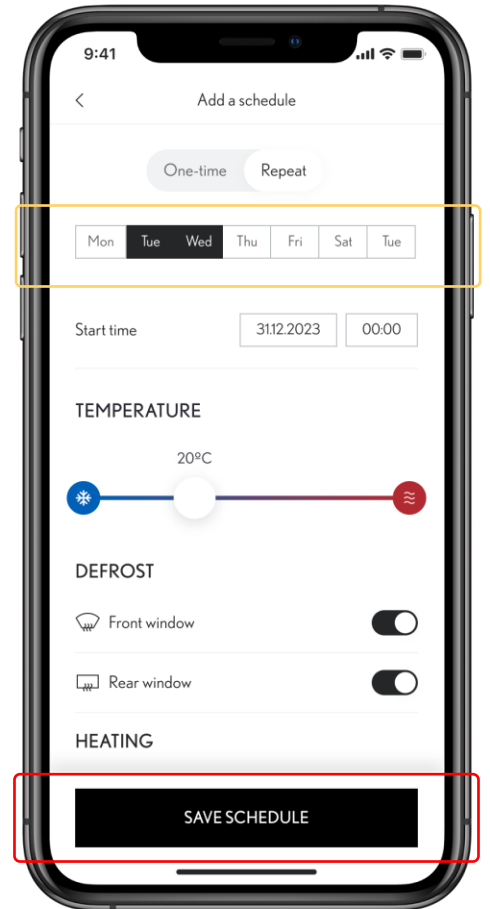 9:41
Add a schedule
One-time Repeat
Mon Tue Wed Thu Fri Sat Tue
Start time 31.12.2023 00:00
TEMPERATURE
20ºC
DEFROST
Front window
Rear window
HEATING
SAVE SCHEDULE